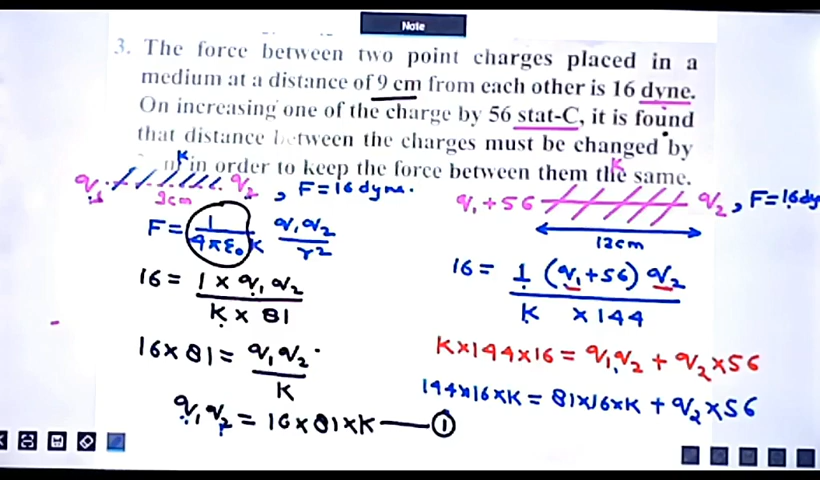 Note
3. The force between two point charges placed in a
medium at a distance of 9 cm from each other is 16 dyne.
On increasing one of the charge by 56 stat-C, it is found
that distance between the charges must be changed by
in order to keep the force between them the same.
q₁ K q₂, F=16 dyne.
9cm
q₁+56 K q₂, F=16dy
12cm
F = 1/4πε₀K q₁q₂/r²
16 = 1 × q₁q₂ / K × 81
16×81 = q₁q₂ / K
q₁q₂ = 16×81×K —— ①
16 = 1 (q₁+56) q₂ / K ×144
K×144×16 = q₁q₂ + q₂×56
144×16×K = 81×16×K + q₂×56